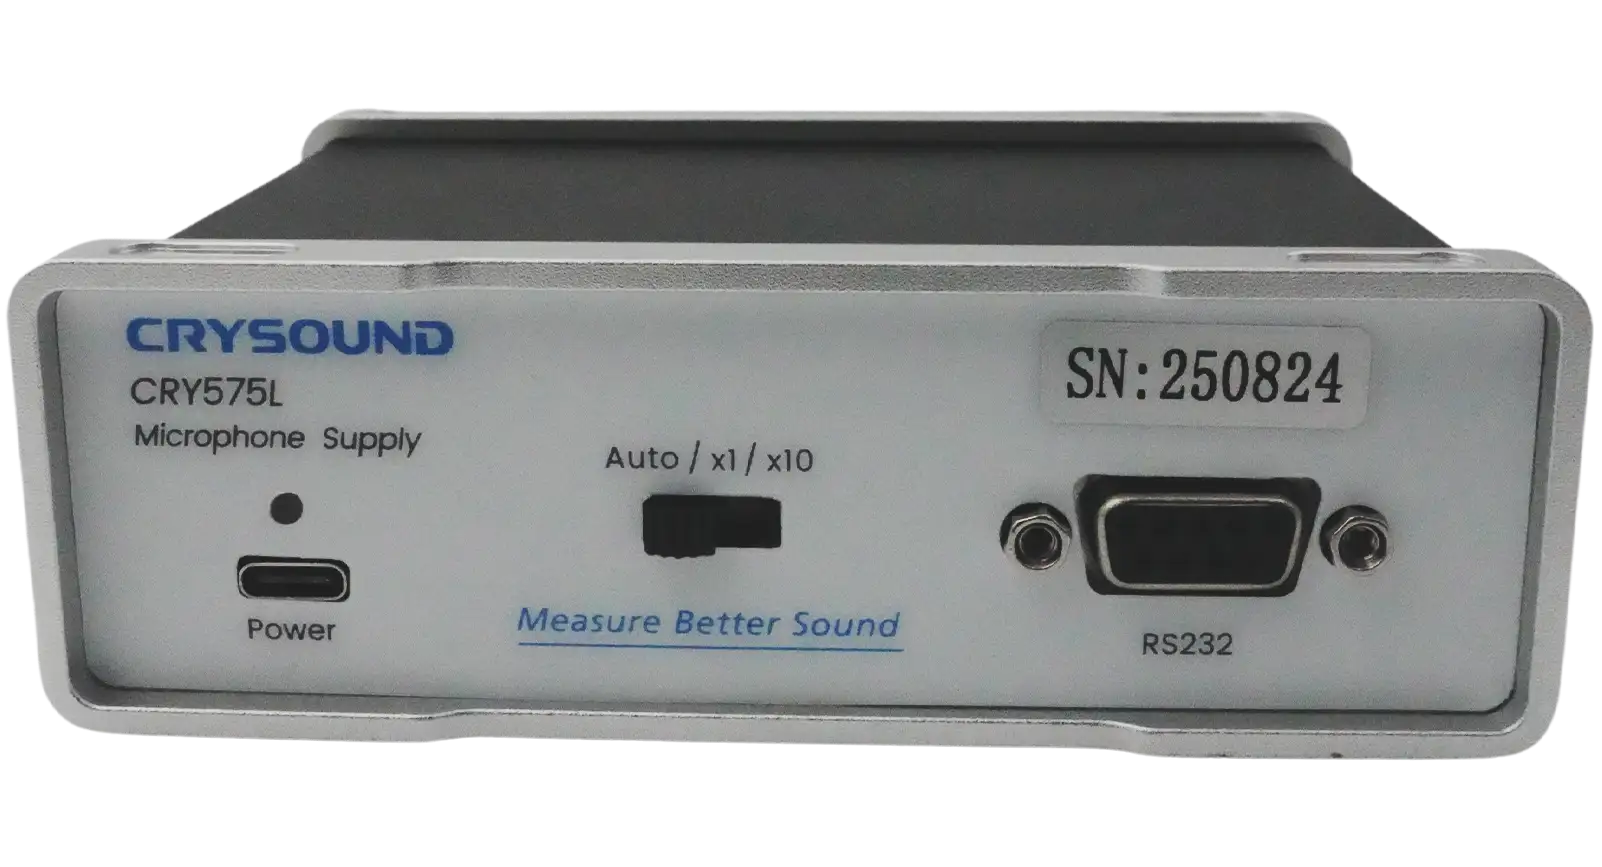 CRYSOUND
CRY575L
Microphone Supply
SN:250824
Auto / x1 / x10
Power
Measure Better Sound
RS232